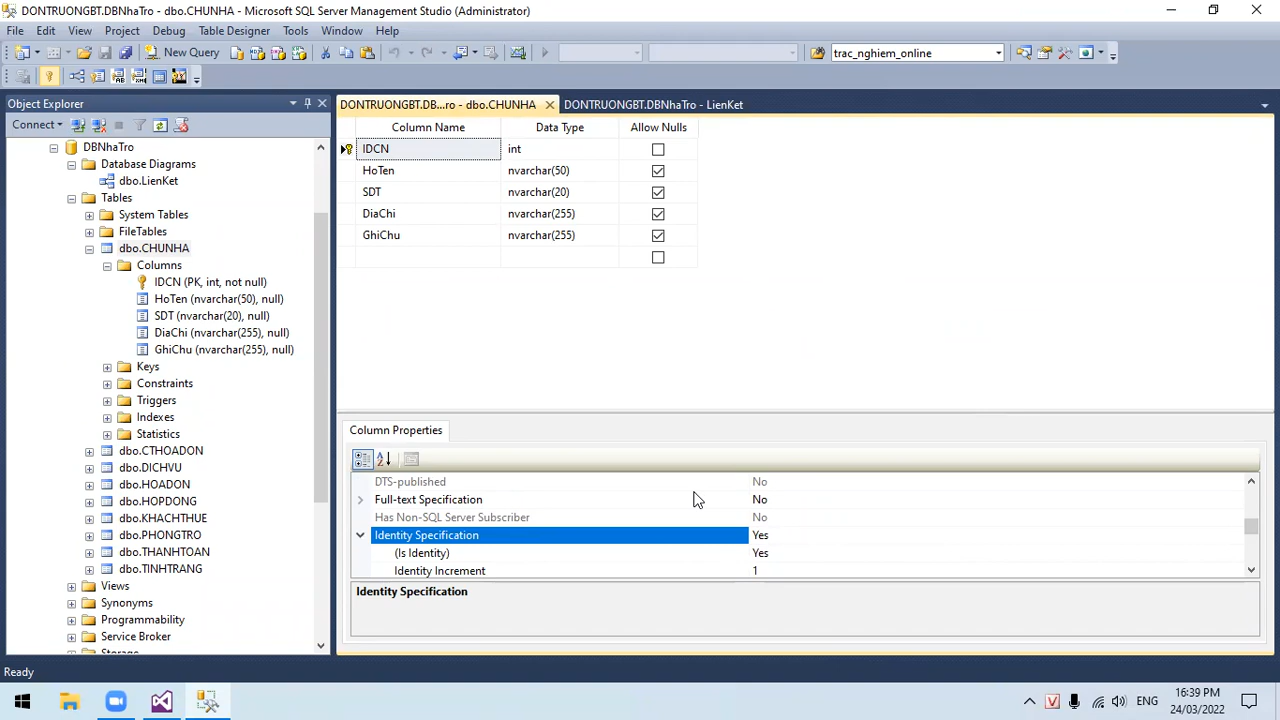 DONTRUONGBT.DBNhaTro - dbo.CHUNHA - Microsoft SQL Server Management Studio (Administrator)
File Edit View Project Debug Table Designer Tools Window Help
New Query trac_nghiem_online
Object Explorer
Connect
DBNhaTro
Database Diagrams
dbo.LienKet
Tables
System Tables
FileTables
dbo.CHUNHA
Columns
IDCN (PK, int, not null)
HoTen (nvarchar(50), null)
SDT (nvarchar(20), null)
DiaChi (nvarchar(255), null)
GhiChu (nvarchar(255), null)
Keys
Constraints
Triggers
Indexes
Statistics
dbo.CTHOADON
dbo.DICHVU
dbo.HOADON
dbo.HOPDONG
dbo.KHACHTHUE
dbo.PHONGTRO
dbo.THANHTOAN
dbo.TINHTRANG
Views
Synonyms
Programmability
Service Broker
Storage
DONTRUONGBT.DB...ro - dbo.CHUNHA DONTRUONGBT.DBNhaTro - LienKet
Column Name Data Type Allow Nulls
IDCN int
HoTen nvarchar(50)
SDT nvarchar(20)
DiaChi nvarchar(255)
GhiChu nvarchar(255)
Column Properties
DTS-published No
Full-text Specification No
Has Non-SQL Server Subscriber No
Identity Specification Yes
(Is Identity) Yes
Identity Increment 1
Identity Specification
Ready
ENG 16:39 PM
24/03/2022